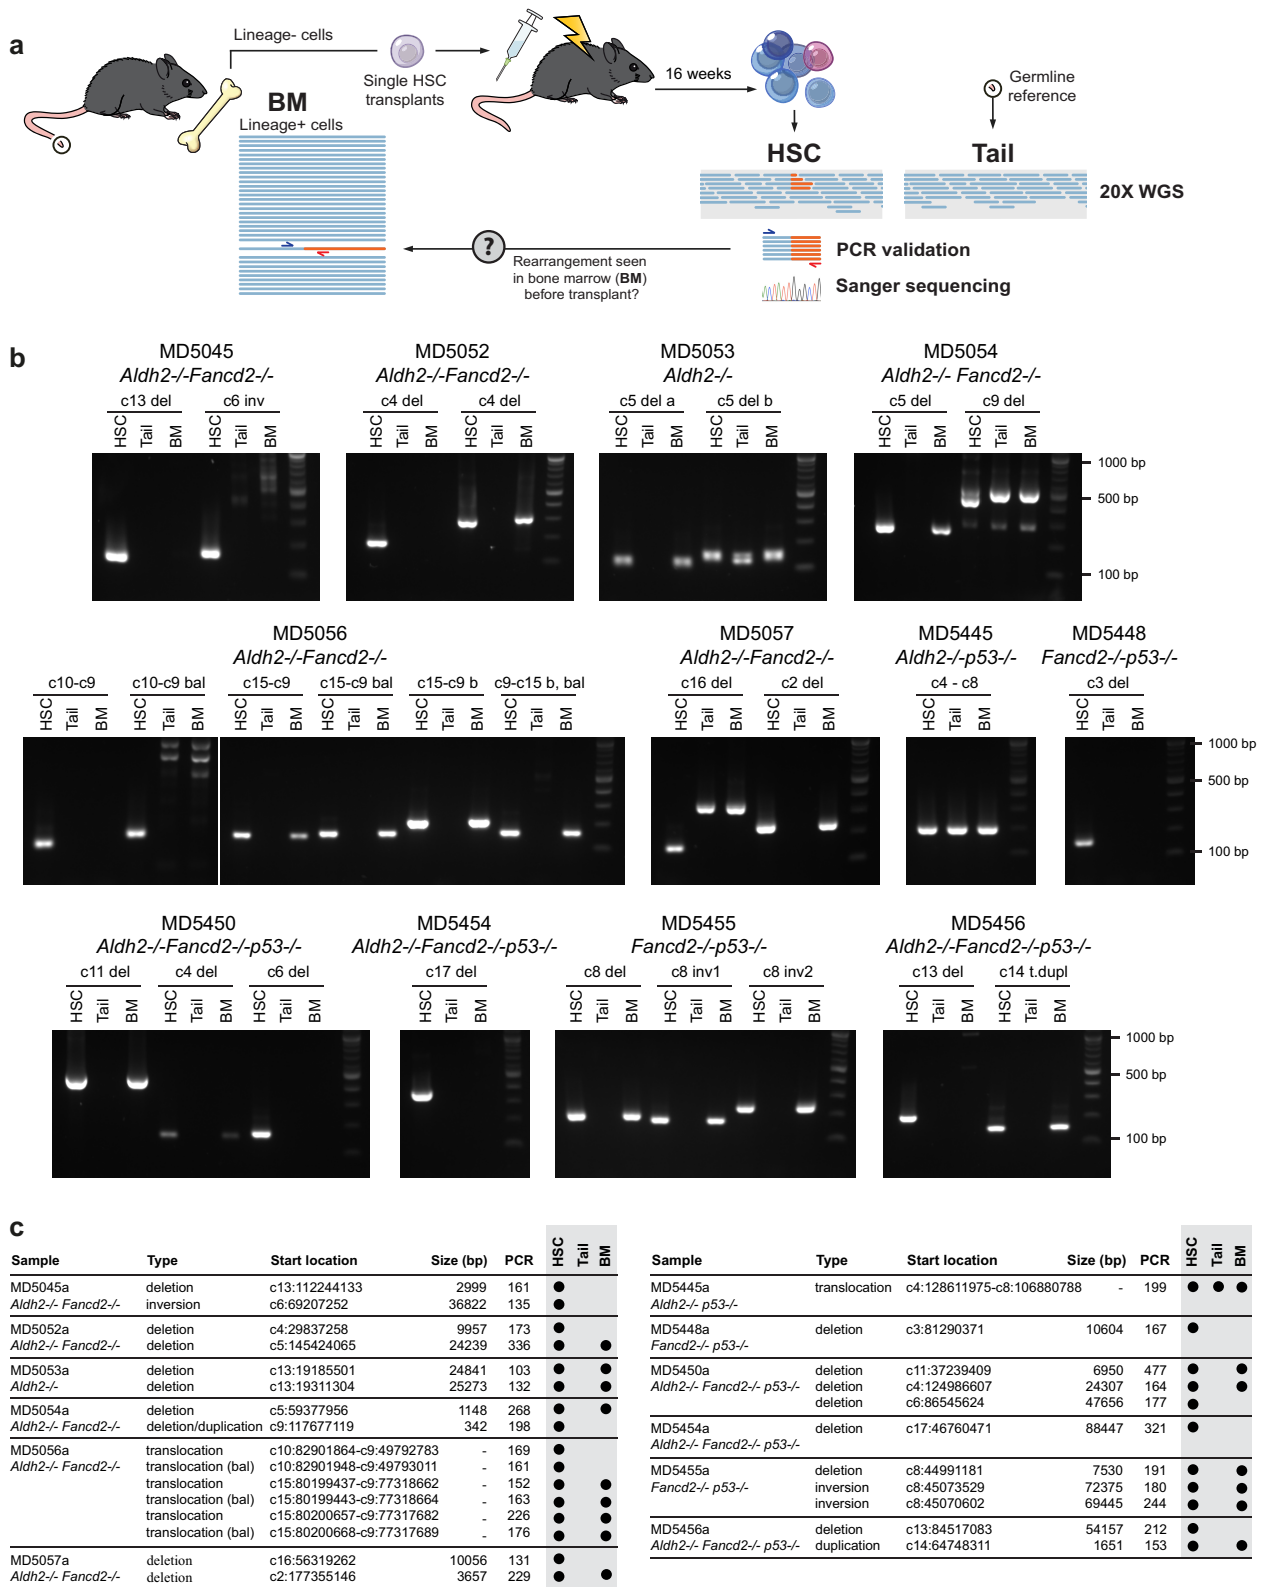 a
Lineage- cells
Single HSC
transplants
16 weeks
Germline
reference
BM
Lineage+ cells
HSC
Tail
20X WGS
?
Rearrangement seen
in bone marrow (BM)
before transplant?
PCR validation
Sanger sequencing
b
MD5045
Aldh2-/-Fancd2-/-
c13 del c6 inv
HSC Tail BM HSC Tail BM
MD5052
Aldh2-/-Fancd2-/-
c4 del c4 del
HSC Tail BM HSC Tail BM
MD5053
Aldh2-/-
c5 del a c5 del b
HSC Tail BM HSC Tail BM
MD5054
Aldh2-/- Fancd2-/-
c5 del c9 del
HSC Tail BM HSC Tail BM
1000 bp
500 bp
100 bp
MD5056
Aldh2-/-Fancd2-/-
c10-c9 c10-c9 bal c15-c9 c15-c9 bal c15-c9 b c9-c15 b, bal
HSC Tail BM HSC Tail BM HSC Tail BM HSC Tail BM HSC Tail BM HSC Tail BM
MD5057
Aldh2-/-Fancd2-/-
c16 del c2 del
HSC Tail BM HSC Tail BM
MD5445
Aldh2-/-p53-/-
c4 - c8
HSC Tail BM
MD5448
Fancd2-/-p53-/-
c3 del
HSC Tail BM
1000 bp
500 bp
100 bp
MD5450
Aldh2-/-Fancd2-/-p53-/-
c11 del c4 del c6 del
HSC Tail BM HSC Tail BM HSC Tail BM
MD5454
Aldh2-/-Fancd2-/-p53-/-
c17 del
HSC Tail BM
MD5455
Fancd2-/-p53-/-
c8 del c8 inv1 c8 inv2
HSC Tail BM HSC Tail BM HSC Tail BM
MD5456
Aldh2-/-Fancd2-/-p53-/-
c13 del c14 t.dupl
HSC Tail BM HSC Tail BM
1000 bp
500 bp
100 bp
c
Sample Type Start location Size (bp) PCR HSC Tail BM
MD5045a deletion c13:112244133 2999 161 ●
Aldh2-/- Fancd2-/- inversion c6:69207252 36822 135 ●
MD5052a deletion c4:29837258 9957 173 ●
Aldh2-/- Fancd2-/- deletion c5:145424065 24239 336 ● ●
MD5053a deletion c13:19185501 24841 103 ● ●
Aldh2-/- deletion c13:19311304 25273 132 ● ●
MD5054a deletion c5:59377956 1148 268 ● ●
Aldh2-/- Fancd2-/- deletion/duplication c9:117677119 342 198 ●
MD5056a translocation c10:82901864-c9:49792783 - 169 ●
Aldh2-/- Fancd2-/- translocation (bal) c10:82901948-c9:49793011 - 161 ●
translocation c15:80199437-c9:77318662 - 152 ● ●
translocation (bal) c15:80199443-c9:77318664 - 163 ● ●
translocation c15:80200657-c9:77317682 - 226 ● ●
translocation (bal) c15:80200668-c9:77317689 - 176 ● ●
MD5057a deletion c16:56319262 10056 131 ●
Aldh2-/- Fancd2-/- deletion c2:177355146 3657 229 ● ●
Sample Type Start location Size (bp) PCR HSC Tail BM
MD5445a translocation c4:128611975-c8:106880788 - 199 ● ● ●
Aldh2-/- p53-/-
MD5448a deletion c3:81290371 10604 167 ●
Fancd2-/- p53-/-
MD5450a deletion c11:37239409 6950 477 ● ●
Aldh2-/- Fancd2-/- p53-/- deletion c4:124986607 24307 164 ● ●
deletion c6:86545624 47656 177 ●
MD5454a deletion c17:46760471 88447 321 ●
Aldh2-/- Fancd2-/- p53-/-
MD5455a deletion c8:44991181 7530 191 ● ●
Fancd2-/- p53-/- inversion c8:45073529 72375 180 ● ●
inversion c8:45070602 69445 244 ● ●
MD5456a deletion c13:84517083 54157 212 ●
Aldh2-/- Fancd2-/- p53-/- duplication c14:64748311 1651 153 ● ●